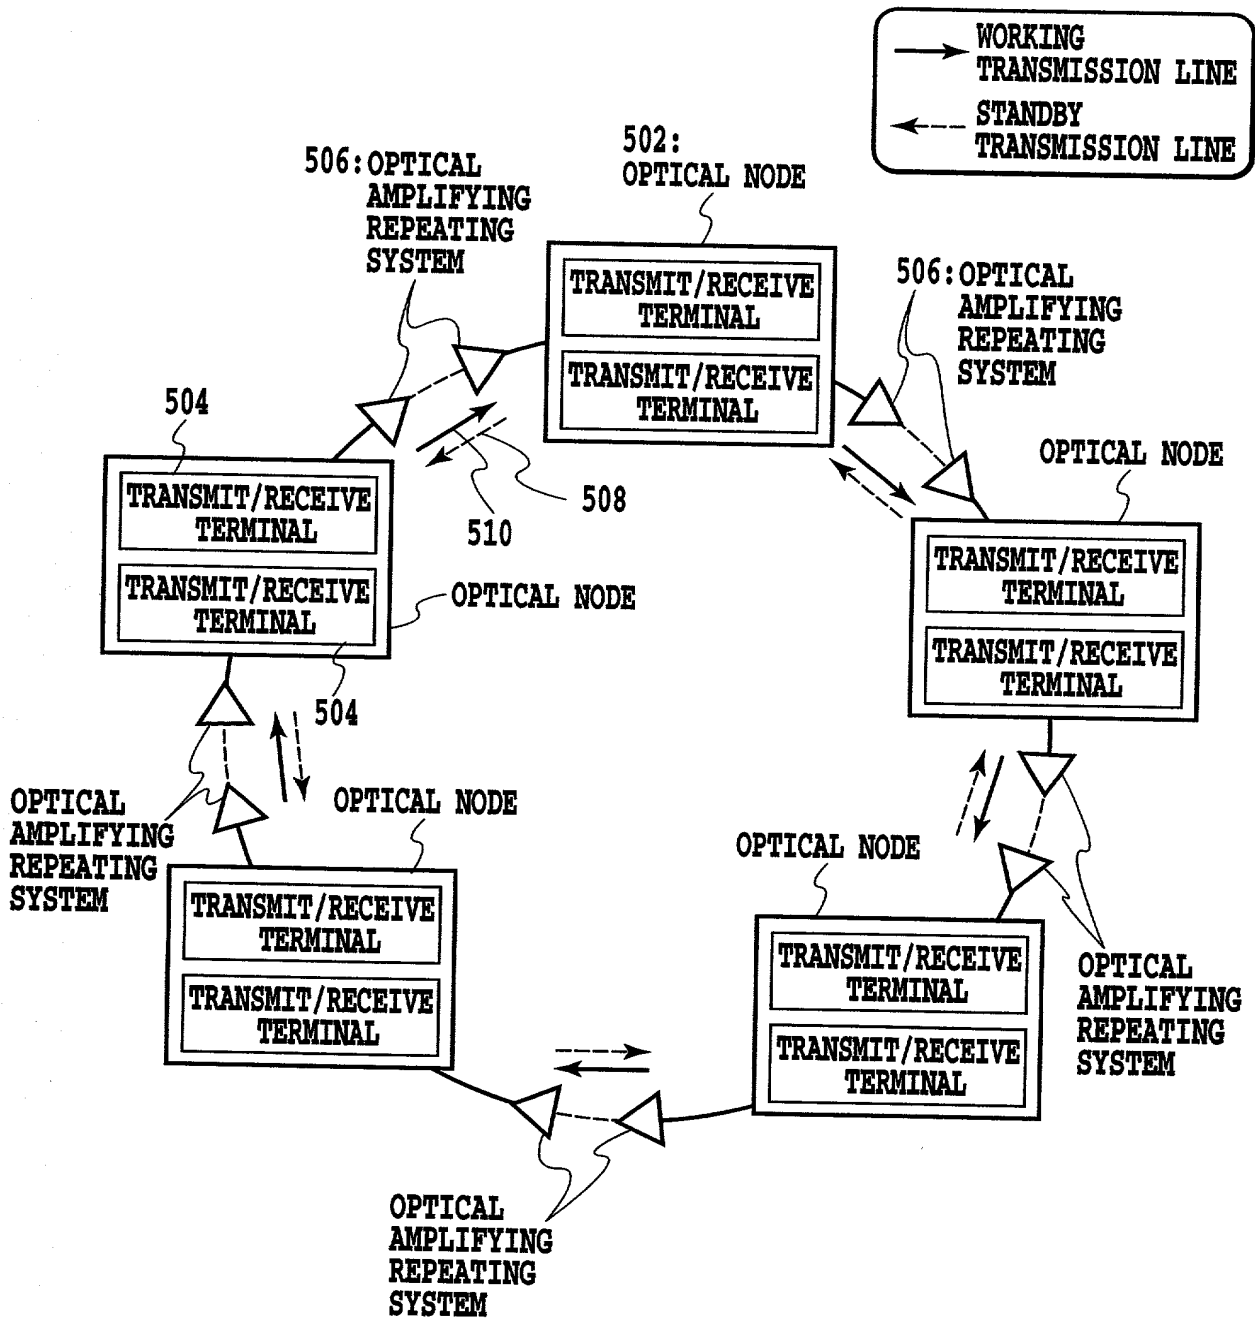 WORKING
TRANSMISSION LINE
STANDBY
TRANSMISSION LINE
502:
OPTICAL NODE
506:OPTICAL
AMPLIFYING
REPEATING
SYSTEM
TRANSMIT/RECEIVE
TERMINAL
TRANSMIT/RECEIVE
TERMINAL
506:OPTICAL
AMPLIFYING
REPEATING
SYSTEM
504
TRANSMIT/RECEIVE
TERMINAL
TRANSMIT/RECEIVE
TERMINAL
504
508
510
OPTICAL NODE
OPTICAL NODE
TRANSMIT/RECEIVE
TERMINAL
TRANSMIT/RECEIVE
TERMINAL
OPTICAL
AMPLIFYING
REPEATING
SYSTEM
OPTICAL NODE
TRANSMIT/RECEIVE
TERMINAL
TRANSMIT/RECEIVE
TERMINAL
OPTICAL NODE
TRANSMIT/RECEIVE
TERMINAL
TRANSMIT/RECEIVE
TERMINAL
OPTICAL
AMPLIFYING
REPEATING
SYSTEM
OPTICAL
AMPLIFYING
REPEATING
SYSTEM